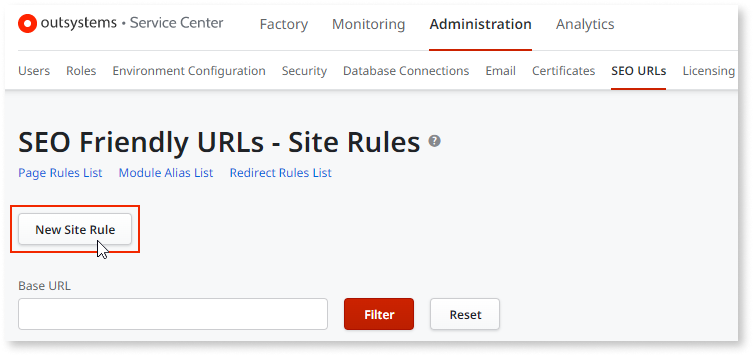 outsystems • Service Center Factory Monitoring Administration Analytics
Users Roles Environment Configuration Security Database Connections Email Certificates SEO URLs Licensing
SEO Friendly URLs - Site Rules ?
Page Rules List Module Alias List Redirect Rules List
New Site Rule
Base URL
Filter Reset